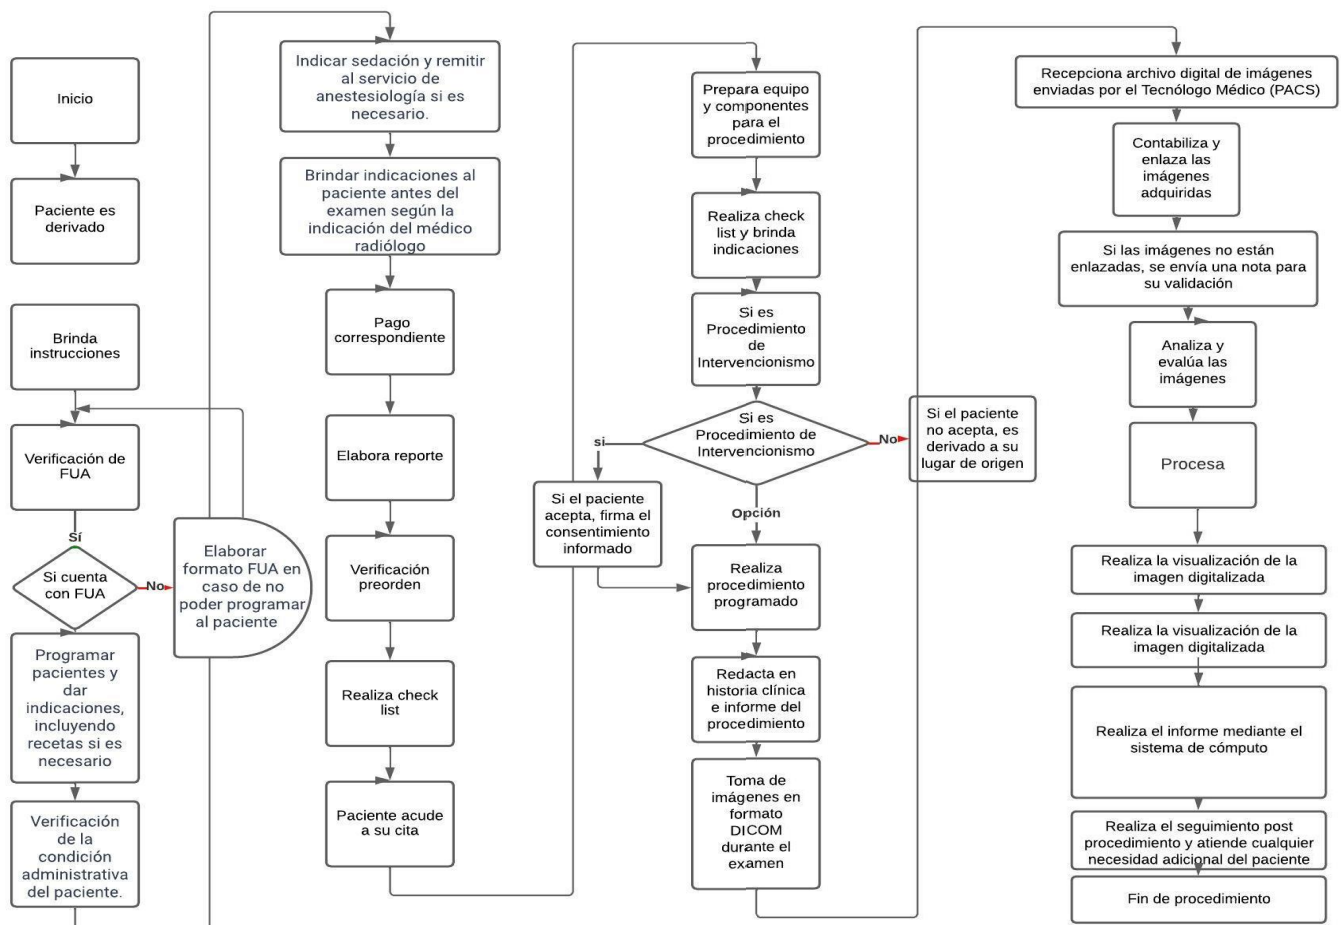 Inicio
Paciente es
derivado
Brinda
instrucciones
Verificación de
FUA
Sí
Si cuenta
con FUA
No
Elaborar
formato FUA en
caso de no
poder programar
al paciente
Programar
pacientes y
dar
indicaciones,
incluyendo
recetas si es
necesario
Verificación
de la
condición
administrativa
del paciente.
Indicar sedación y remitir
al servicio de
anestesiología si es
necesario.
Brindar indicaciones al
paciente antes del
examen según la
indicación del médico
radiólogo
Pago
correspondiente
Elabora reporte
Verificación
preorden
Realiza check
list
Paciente acude
a su cita
Prepara equipo
y componentes
para el
procedimiento
Realiza check
list y brinda
indicaciones
Si es
Procedimiento
de
Intervencionismo
Si es
Procedimiento de
Intervencionismo
si
No
Opción
Si el paciente
acepta, firma el
consentimiento
informado
Si el paciente
no acepta, es
derivado a su
lugar de origen
Realiza
procedimiento
programado
Redacta en
historia clínica
e informe del
procedimiento
Toma de
imágenes en
formato
DICOM
durante el
examen
Recepciona archivo digital de imágenes
enviadas por el Tecnólogo Médico (PACS)
Contabiliza y
enlaza las
imágenes
adquiridas
Si las imágenes no están
enlazadas, se envía una nota para
su validación
Analiza y
evalúa las
imágenes
Procesa
Realiza la visualización de la
imagen digitalizada
Realiza la visualización de la
imagen digitalizada
Realiza el informe mediante el
sistema de cómputo
Realiza el seguimiento post
procedimiento y atiende cualquier
necesidad adicional del paciente
Fin de procedimiento